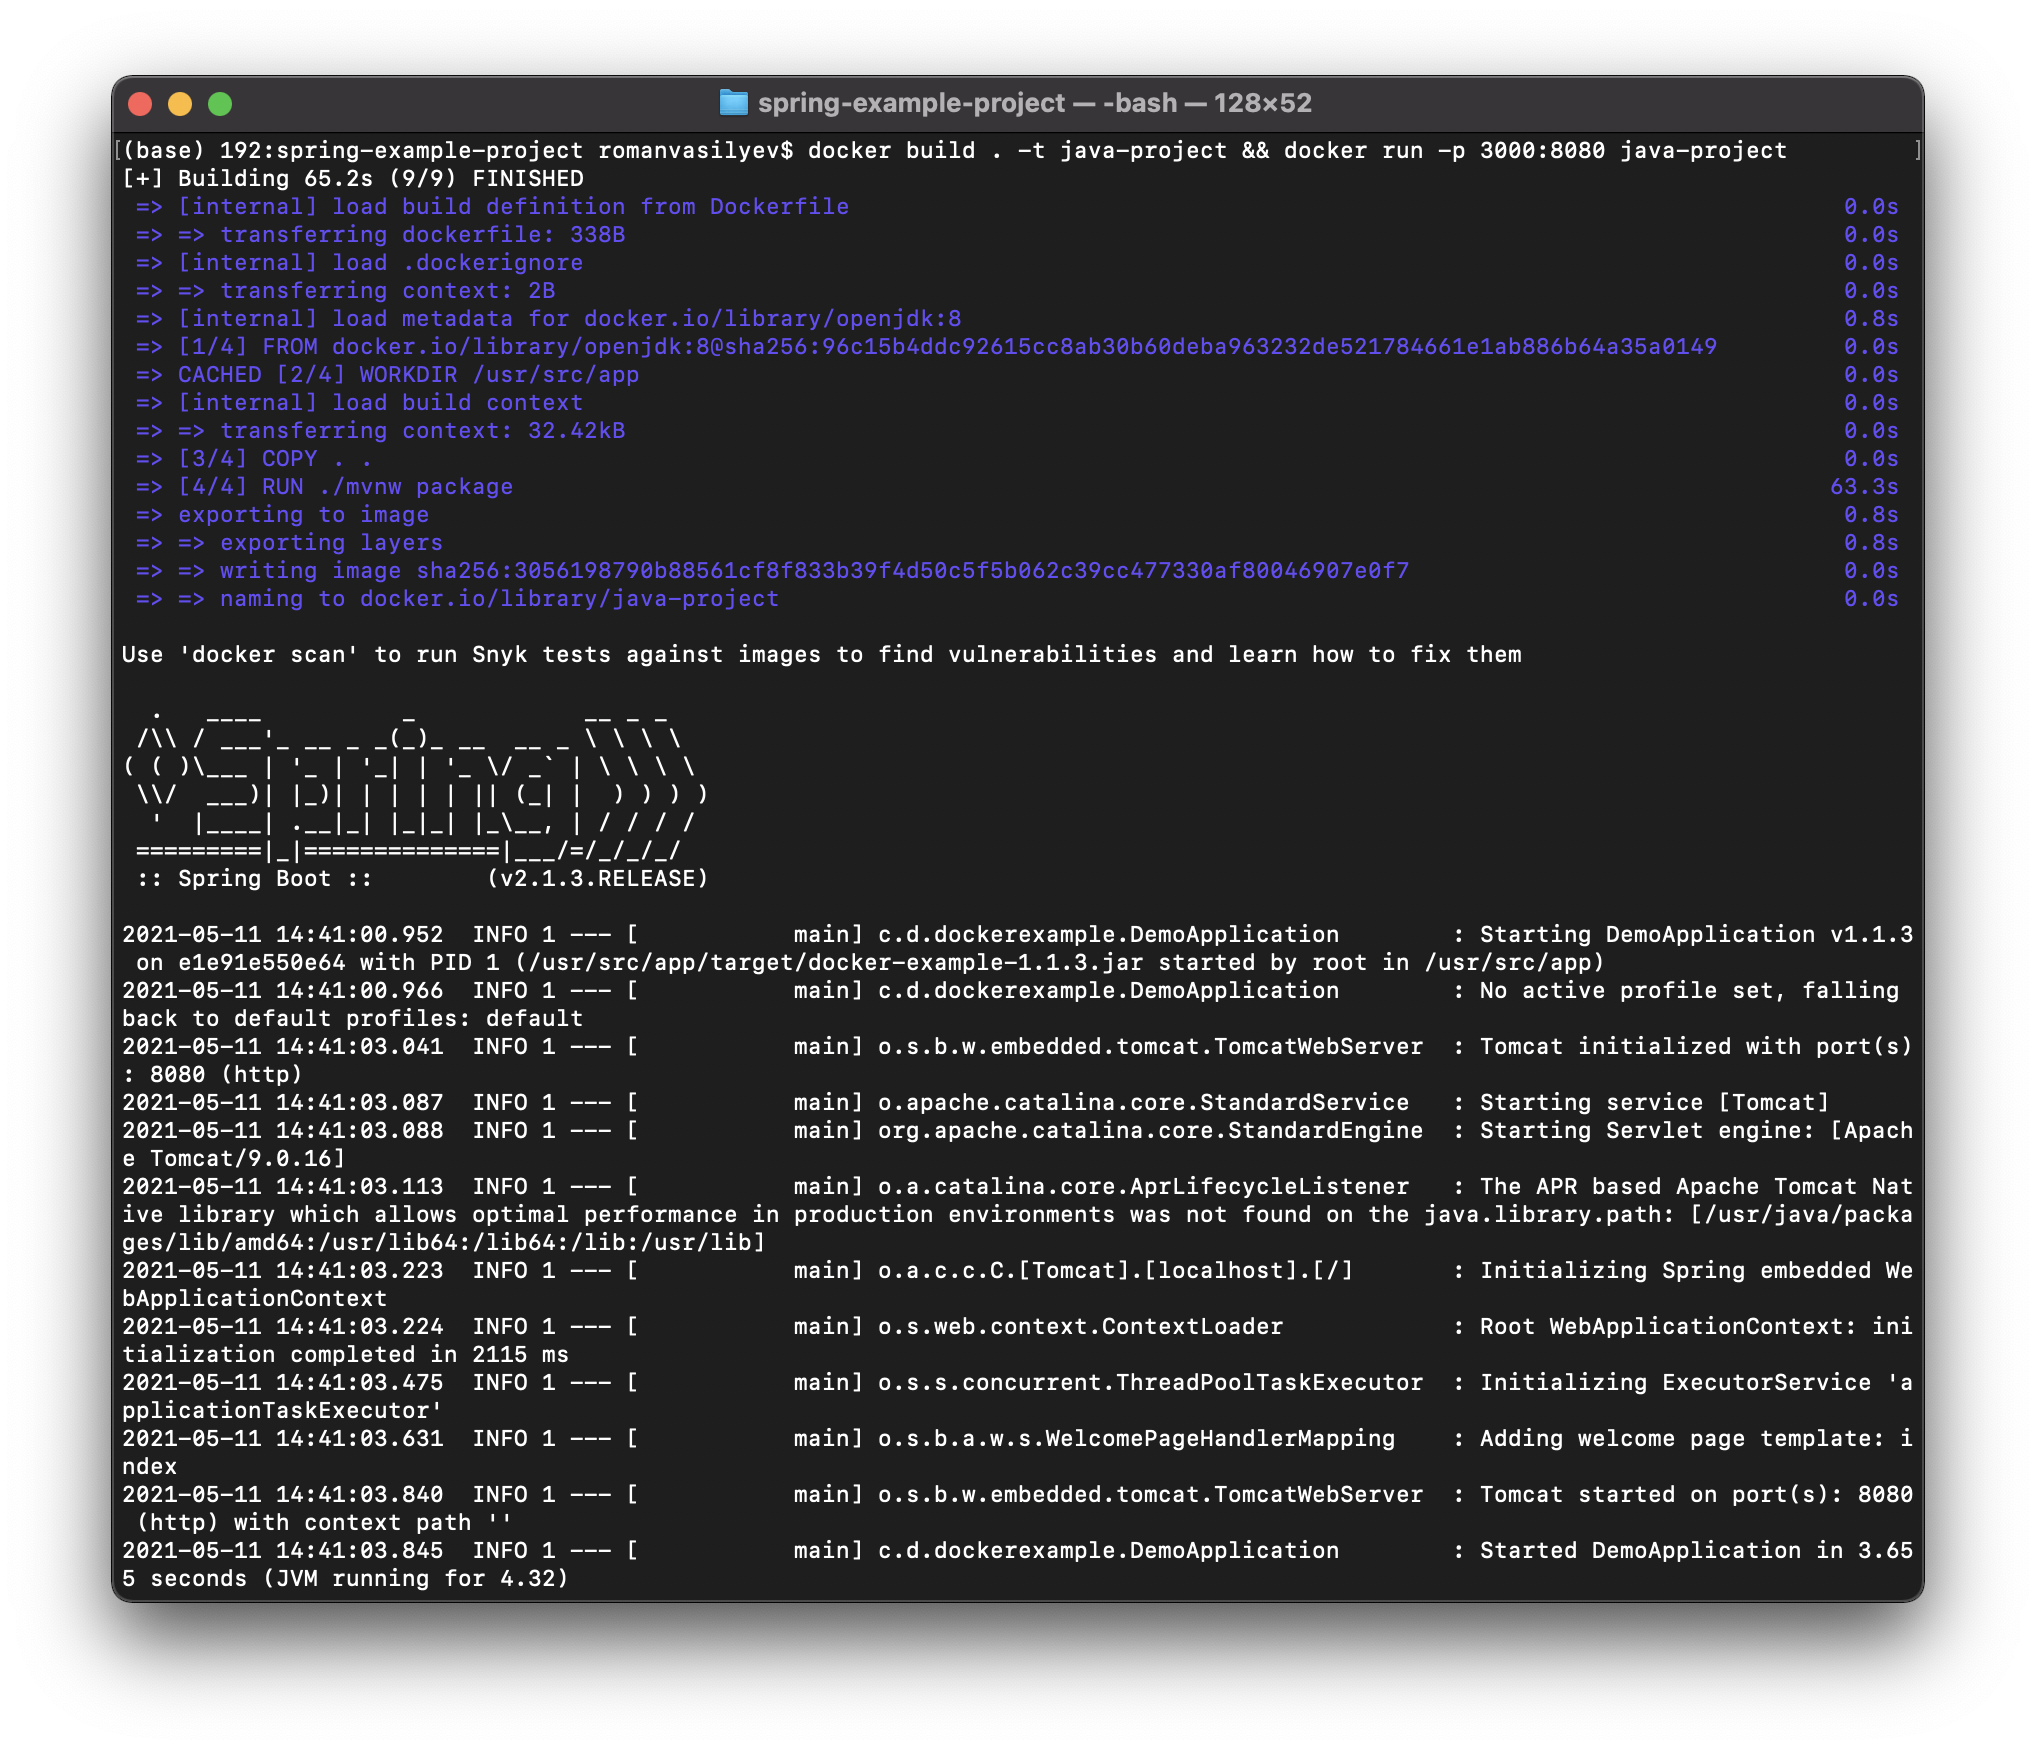 spring-example-project — -bash — 128×52
[(base) 192:spring-example-project romanvasilyev$ docker build . -t java-project && docker run -p 3000:8080 java-project ]
[+] Building 65.2s (9/9) FINISHED
 => [internal] load build definition from Dockerfile 0.0s
 => => transferring dockerfile: 338B 0.0s
 => [internal] load .dockerignore 0.0s
 => => transferring context: 2B 0.0s
 => [internal] load metadata for docker.io/library/openjdk:8 0.8s
 => [1/4] FROM docker.io/library/openjdk:8@sha256:96c15b4ddc92615cc8ab30b60deba963232de521784661e1ab886b64a35a0149 0.0s
 => CACHED [2/4] WORKDIR /usr/src/app 0.0s
 => [internal] load build context 0.0s
 => => transferring context: 32.42kB 0.0s
 => [3/4] COPY . . 0.0s
 => [4/4] RUN ./mvnw package 63.3s
 => exporting to image 0.8s
 => => exporting layers 0.8s
 => => writing image sha256:3056198790b88561cf8f833b39f4d50c5f5b062c39cc477330af80046907e0f7 0.0s
 => => naming to docker.io/library/java-project 0.0s
Use 'docker scan' to run Snyk tests against images to find vulnerabilities and learn how to fix them
  .   ____          _            __ _ _
 /\\ / ___'_ __ _ _(_)_ __  __ _ \ \ \ \
( ( )\___ | '_ | '_| | '_ \/ _` | \ \ \ \
 \\/  ___)| |_)| | | | | || (_| |  ) ) ) )
  '  |____| .__|_| |_|_| |_\__, | / / / /
 =========|_|==============|___/=/_/_/_/
 :: Spring Boot ::        (v2.1.3.RELEASE)
2021-05-11 14:41:00.952  INFO 1 --- [           main] c.d.dockerexample.DemoApplication        : Starting DemoApplication v1.1.3
 on e1e91e550e64 with PID 1 (/usr/src/app/target/docker-example-1.1.3.jar started by root in /usr/src/app)
2021-05-11 14:41:00.966  INFO 1 --- [           main] c.d.dockerexample.DemoApplication        : No active profile set, falling
back to default profiles: default
2021-05-11 14:41:03.041  INFO 1 --- [           main] o.s.b.w.embedded.tomcat.TomcatWebServer  : Tomcat initialized with port(s)
: 8080 (http)
2021-05-11 14:41:03.087  INFO 1 --- [           main] o.apache.catalina.core.StandardService   : Starting service [Tomcat]
2021-05-11 14:41:03.088  INFO 1 --- [           main] org.apache.catalina.core.StandardEngine  : Starting Servlet engine: [Apach
e Tomcat/9.0.16]
2021-05-11 14:41:03.113  INFO 1 --- [           main] o.a.catalina.core.AprLifecycleListener   : The APR based Apache Tomcat Nat
ive library which allows optimal performance in production environments was not found on the java.library.path: [/usr/java/packa
ges/lib/amd64:/usr/lib64:/lib64:/lib:/usr/lib]
2021-05-11 14:41:03.223  INFO 1 --- [           main] o.a.c.c.C.[Tomcat].[localhost].[/]       : Initializing Spring embedded We
bApplicationContext
2021-05-11 14:41:03.224  INFO 1 --- [           main] o.s.web.context.ContextLoader            : Root WebApplicationContext: ini
tialization completed in 2115 ms
2021-05-11 14:41:03.475  INFO 1 --- [           main] o.s.s.concurrent.ThreadPoolTaskExecutor  : Initializing ExecutorService 'a
pplicationTaskExecutor'
2021-05-11 14:41:03.631  INFO 1 --- [           main] o.s.b.a.w.s.WelcomePageHandlerMapping    : Adding welcome page template: i
ndex
2021-05-11 14:41:03.840  INFO 1 --- [           main] o.s.b.w.embedded.tomcat.TomcatWebServer  : Tomcat started on port(s): 8080
 (http) with context path ''
2021-05-11 14:41:03.845  INFO 1 --- [           main] c.d.dockerexample.DemoApplication        : Started DemoApplication in 3.65
5 seconds (JVM running for 4.32)